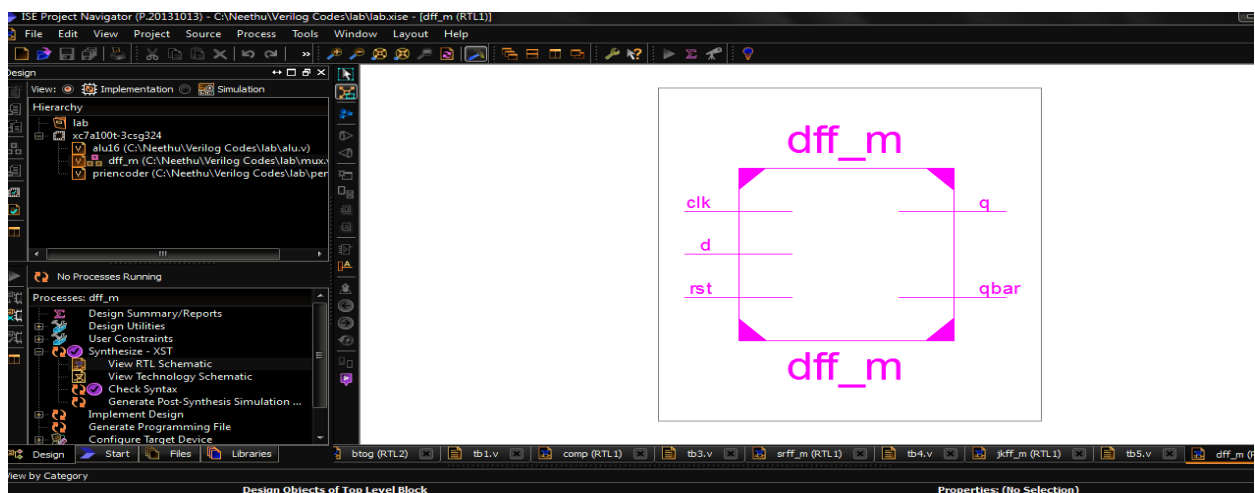 ISE Project Navigator (P.20131013) - C:\Neethu\Verilog Codes\lab\lab.xise - [dff_m (RTL1)]
File Edit View Project Source Process Tools Window Layout Help
Design
View: Implementation Simulation
Hierarchy
lab
xc7a100t-3csg324
alu16 (C:\Neethu\Verilog Codes\lab\alu.v)
dff_m (C:\Neethu\Verilog Codes\lab\mux.v
priencoder (C:\Neethu\Verilog Codes\lab\per
No Processes Running
Processes: dff_m
Design Summary/Reports
Design Utilities
User Constraints
Synthesize - XST
View RTL Schematic
View Technology Schematic
Check Syntax
Generate Post-Synthesis Simulation ...
Implement Design
Generate Programming File
Configure Target Device
dff_m
clk
q
d
rst
qbar
dff_m
Design Start Files Libraries
btog (RTL2) tb1.v comp (RTL1) tb3.v srff_m (RTL1) tb4.v jkff_m (RTL1) tb5.v dff_m (R
View by Category
Design Objects of Top Level Block Properties: (No Selection)